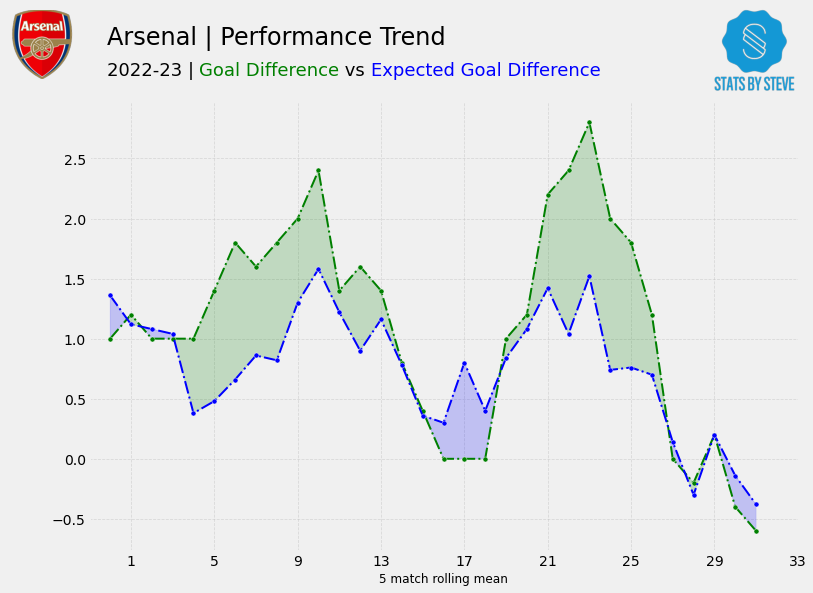 Arsenal
Arsenal | Performance Trend
2022-23 | Goal Difference vs Expected Goal Difference
STATS BY STEVE
2.5
2.0
1.5
1.0
0.5
0.0
−0.5
1 5 9 13 17 21 25 29 33
5 match rolling mean